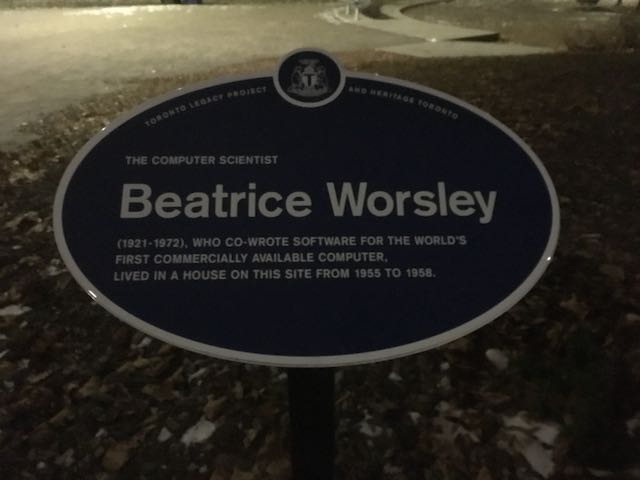 TORONTO LEGACY PROJECT AND HERITAGE TORONTO
T
THE COMPUTER SCIENTIST
Beatrice Worsley
(1921-1972), WHO CO-WROTE SOFTWARE FOR THE WORLD'S
FIRST COMMERCIALLY AVAILABLE COMPUTER,
LIVED IN A HOUSE ON THIS SITE FROM 1955 TO 1958.